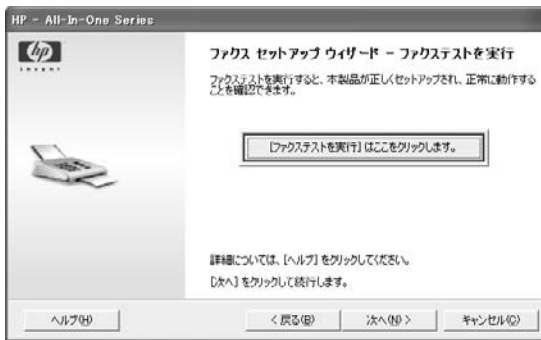 HP - All-In-One Series
hp
invent
ファクス セットアップ ウィザード - ファクステストを実行
ファクステストを実行すると、本製品が正しくセットアップされ、正常に動作する
ことを確認できます。
[ファクステストを実行] はここをクリックします。
詳細については、[ヘルプ] をクリックしてください。
[次へ] をクリックして続行します。
ヘルプ(H)
< 戻る(B)
次へ(N) >
キャンセル(C)